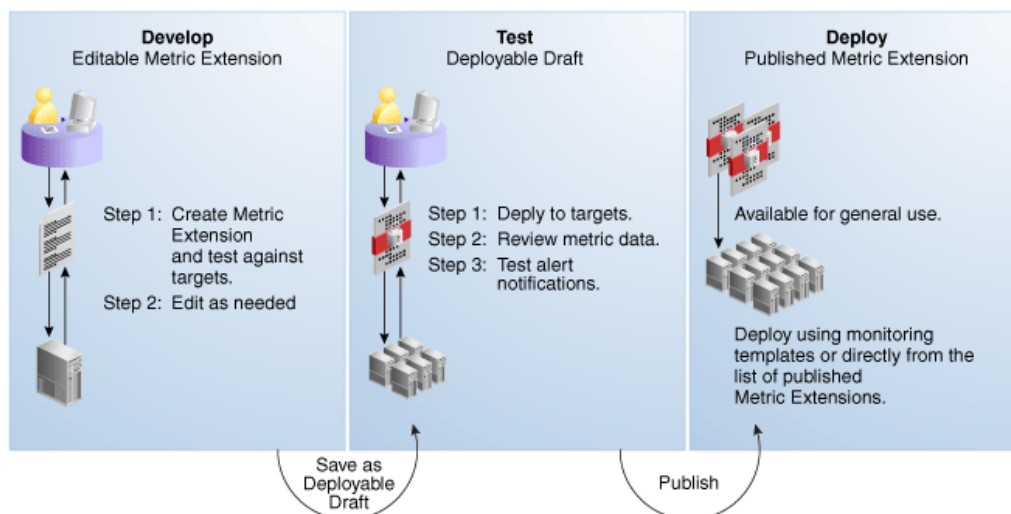 Develop
Editable Metric Extension
Step 1: Create Metric
Extension
and test against
targets.
Step 2: Edit as needed
Test
Deployable Draft
Step 1: Deply to targets.
Step 2: Review metric data.
Step 3: Test alert
notifications.
Deploy
Published Metric Extension
Available for general use.
Deploy using monitoring
templates or directly from the
list of published
Metric Extensions.
Save as
Deployable
Draft
Publish